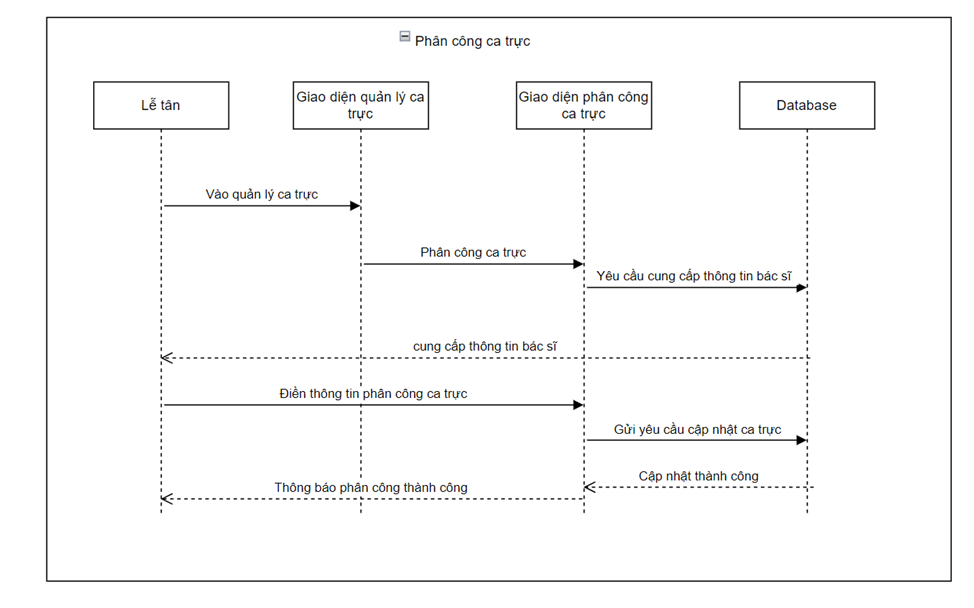 Phân công ca trực
Lễ tân
Giao diện quản lý ca
trực
Giao diện phân công
ca trực
Database
Vào quản lý ca trực
Phân công ca trực
Yêu cầu cung cấp thông tin bác sĩ
cung cấp thông tin bác sĩ
Điền thông tin phân công ca trực
Gửi yêu cầu cập nhật ca trực
Cập nhật thành công
Thông báo phân công thành công